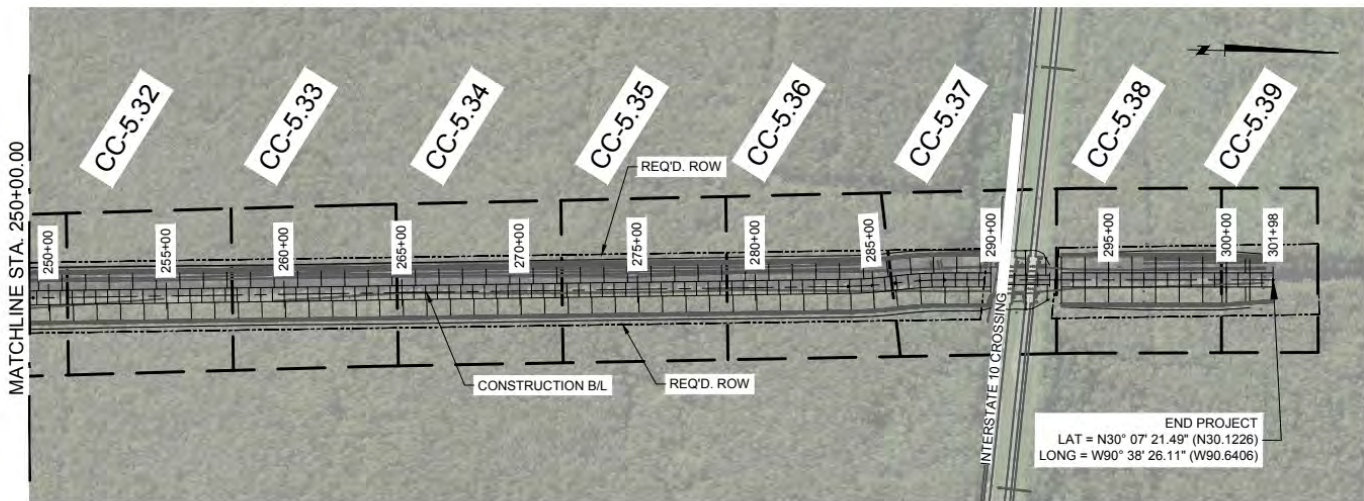 MATCHLINE STA. 250+00.00
CC-5.32
CC-5.33
CC-5.34
CC-5.35
CC-5.36
CC-5.37
CC-5.38
CC-5.39
Z
REQ'D. ROW
250+00
255+00
260+00
265+00
270+00
275+00
280+00
285+00
290+00
295+00
300+00
301+98
CONSTRUCTION B/L
REQ'D. ROW
INTERSTATE 10 CROSSING
END PROJECT
LAT = N30° 07' 21.49" (N30.1226)
LONG = W90° 38' 26.11" (W90.6406)